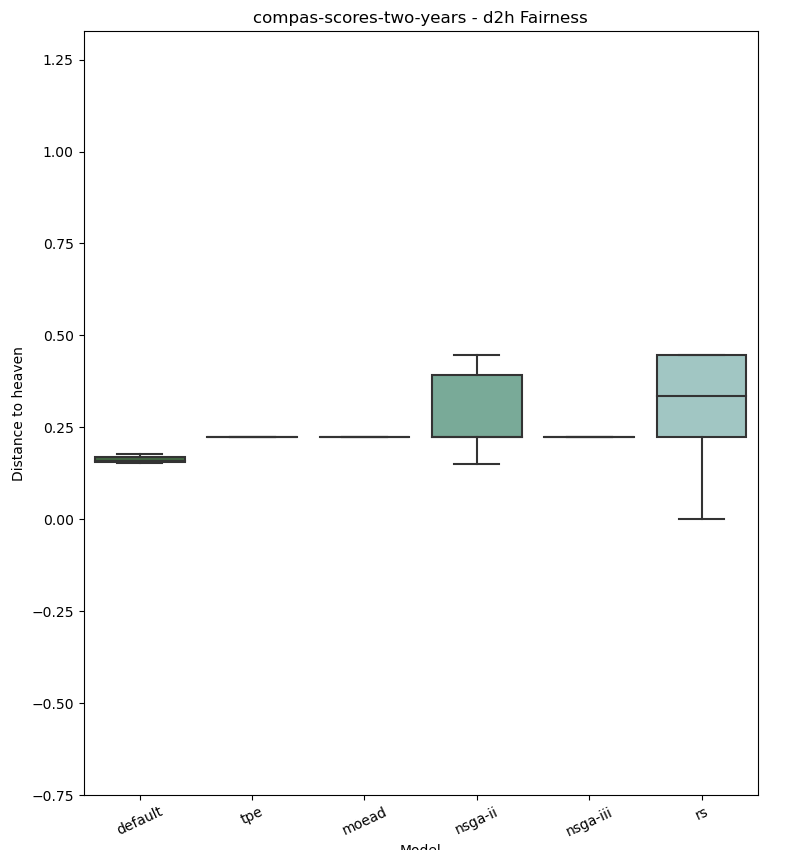 compas-scores-two-years - d2h Fairness
1.25
1.00
0.75
0.50
0.25
0.00
−0.25
−0.50
−0.75
Distance to heaven
default
tpe
moead
nsga-ii
nsga-iii
rs
Model